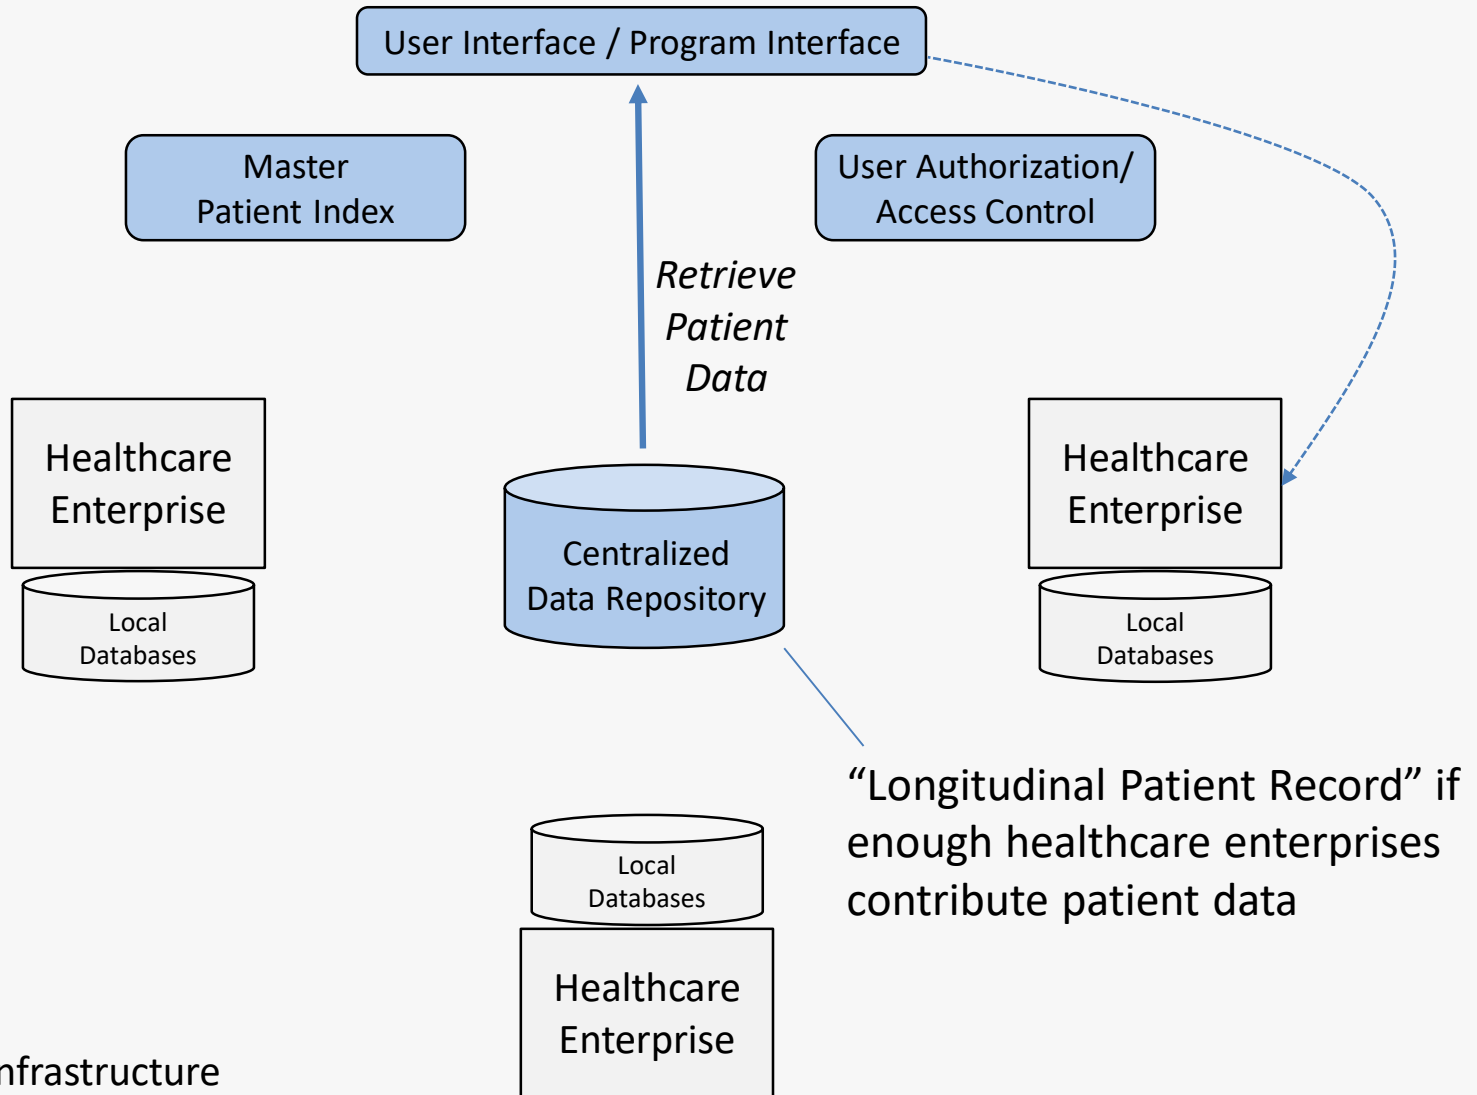 User Interface / Program Interface
Master
Patient Index
User Authorization/
Access Control
Retrieve
Patient
Data
Healthcare
Enterprise
Local
Databases
Centralized
Data Repository
Healthcare
Enterprise
Local
Databases
“Longitudinal Patient Record” if
enough healthcare enterprises
contribute patient data
Local
Databases
Healthcare
Enterprise
nfrastructure